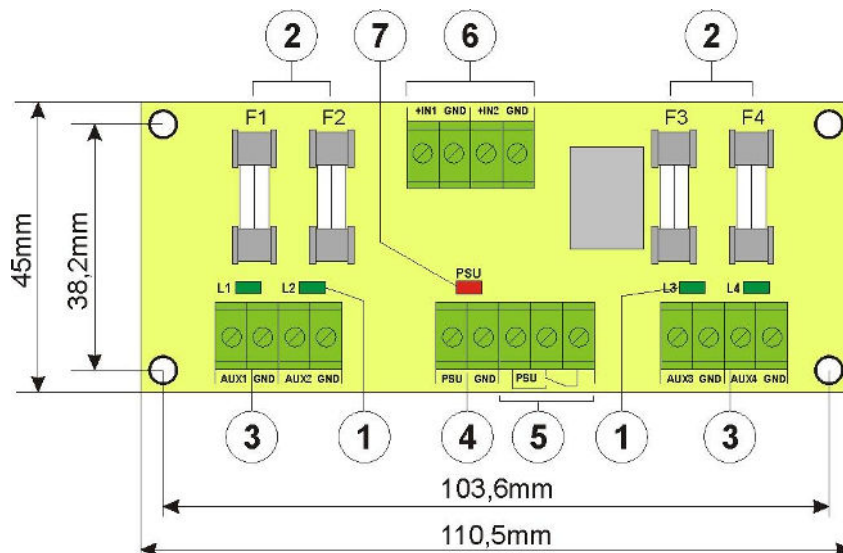 2 7 6 2
+IN1 GND +IN2 GND
F1 F2 F3 F4
45mm
38,2mm
PSU
L1 L2 L3 L4
AUX1 GND AUX2 GND PSU GND PSU AUX3 GND AUX4 GND
3 1 4 5 1 3
103,6mm
110,5mm